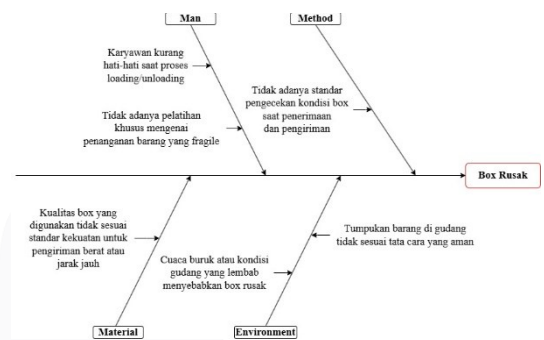 Man
Method
Karyawan kurang
hati-hati saat proses
loading/unloading
Tidak adanya pelatihan
khusus mengenai
penanganan barang yang fragile
Tidak adanya standar
pengecekan kondisi box
saat penerimaan
dan pengiriman
Box Rusak
Kualitas box yang
digunakan tidak sesuai
standar kekuatan untuk
pengiriman berat atau
jarak jauh
Cuaca buruk atau kondisi
gudang yang lembab
menyebabkan box rusak
Tumpukan barang di gudang
tidak sesuai tata cara yang aman
Material
Environment